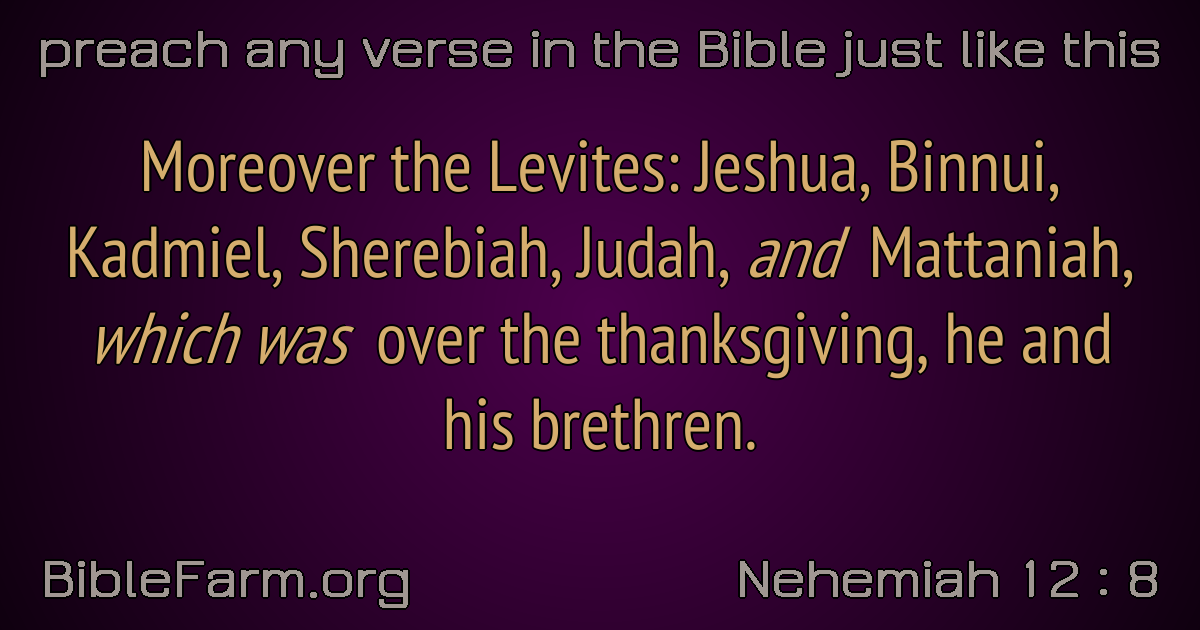 preach any verse in the Bible just like this
Moreover the Levites: Jeshua, Binnui,
Kadmiel, Sherebiah, Judah, and Mattaniah,
which was over the thanksgiving, he and
his brethren.
BibleFarm.org
Nehemiah 12 : 8